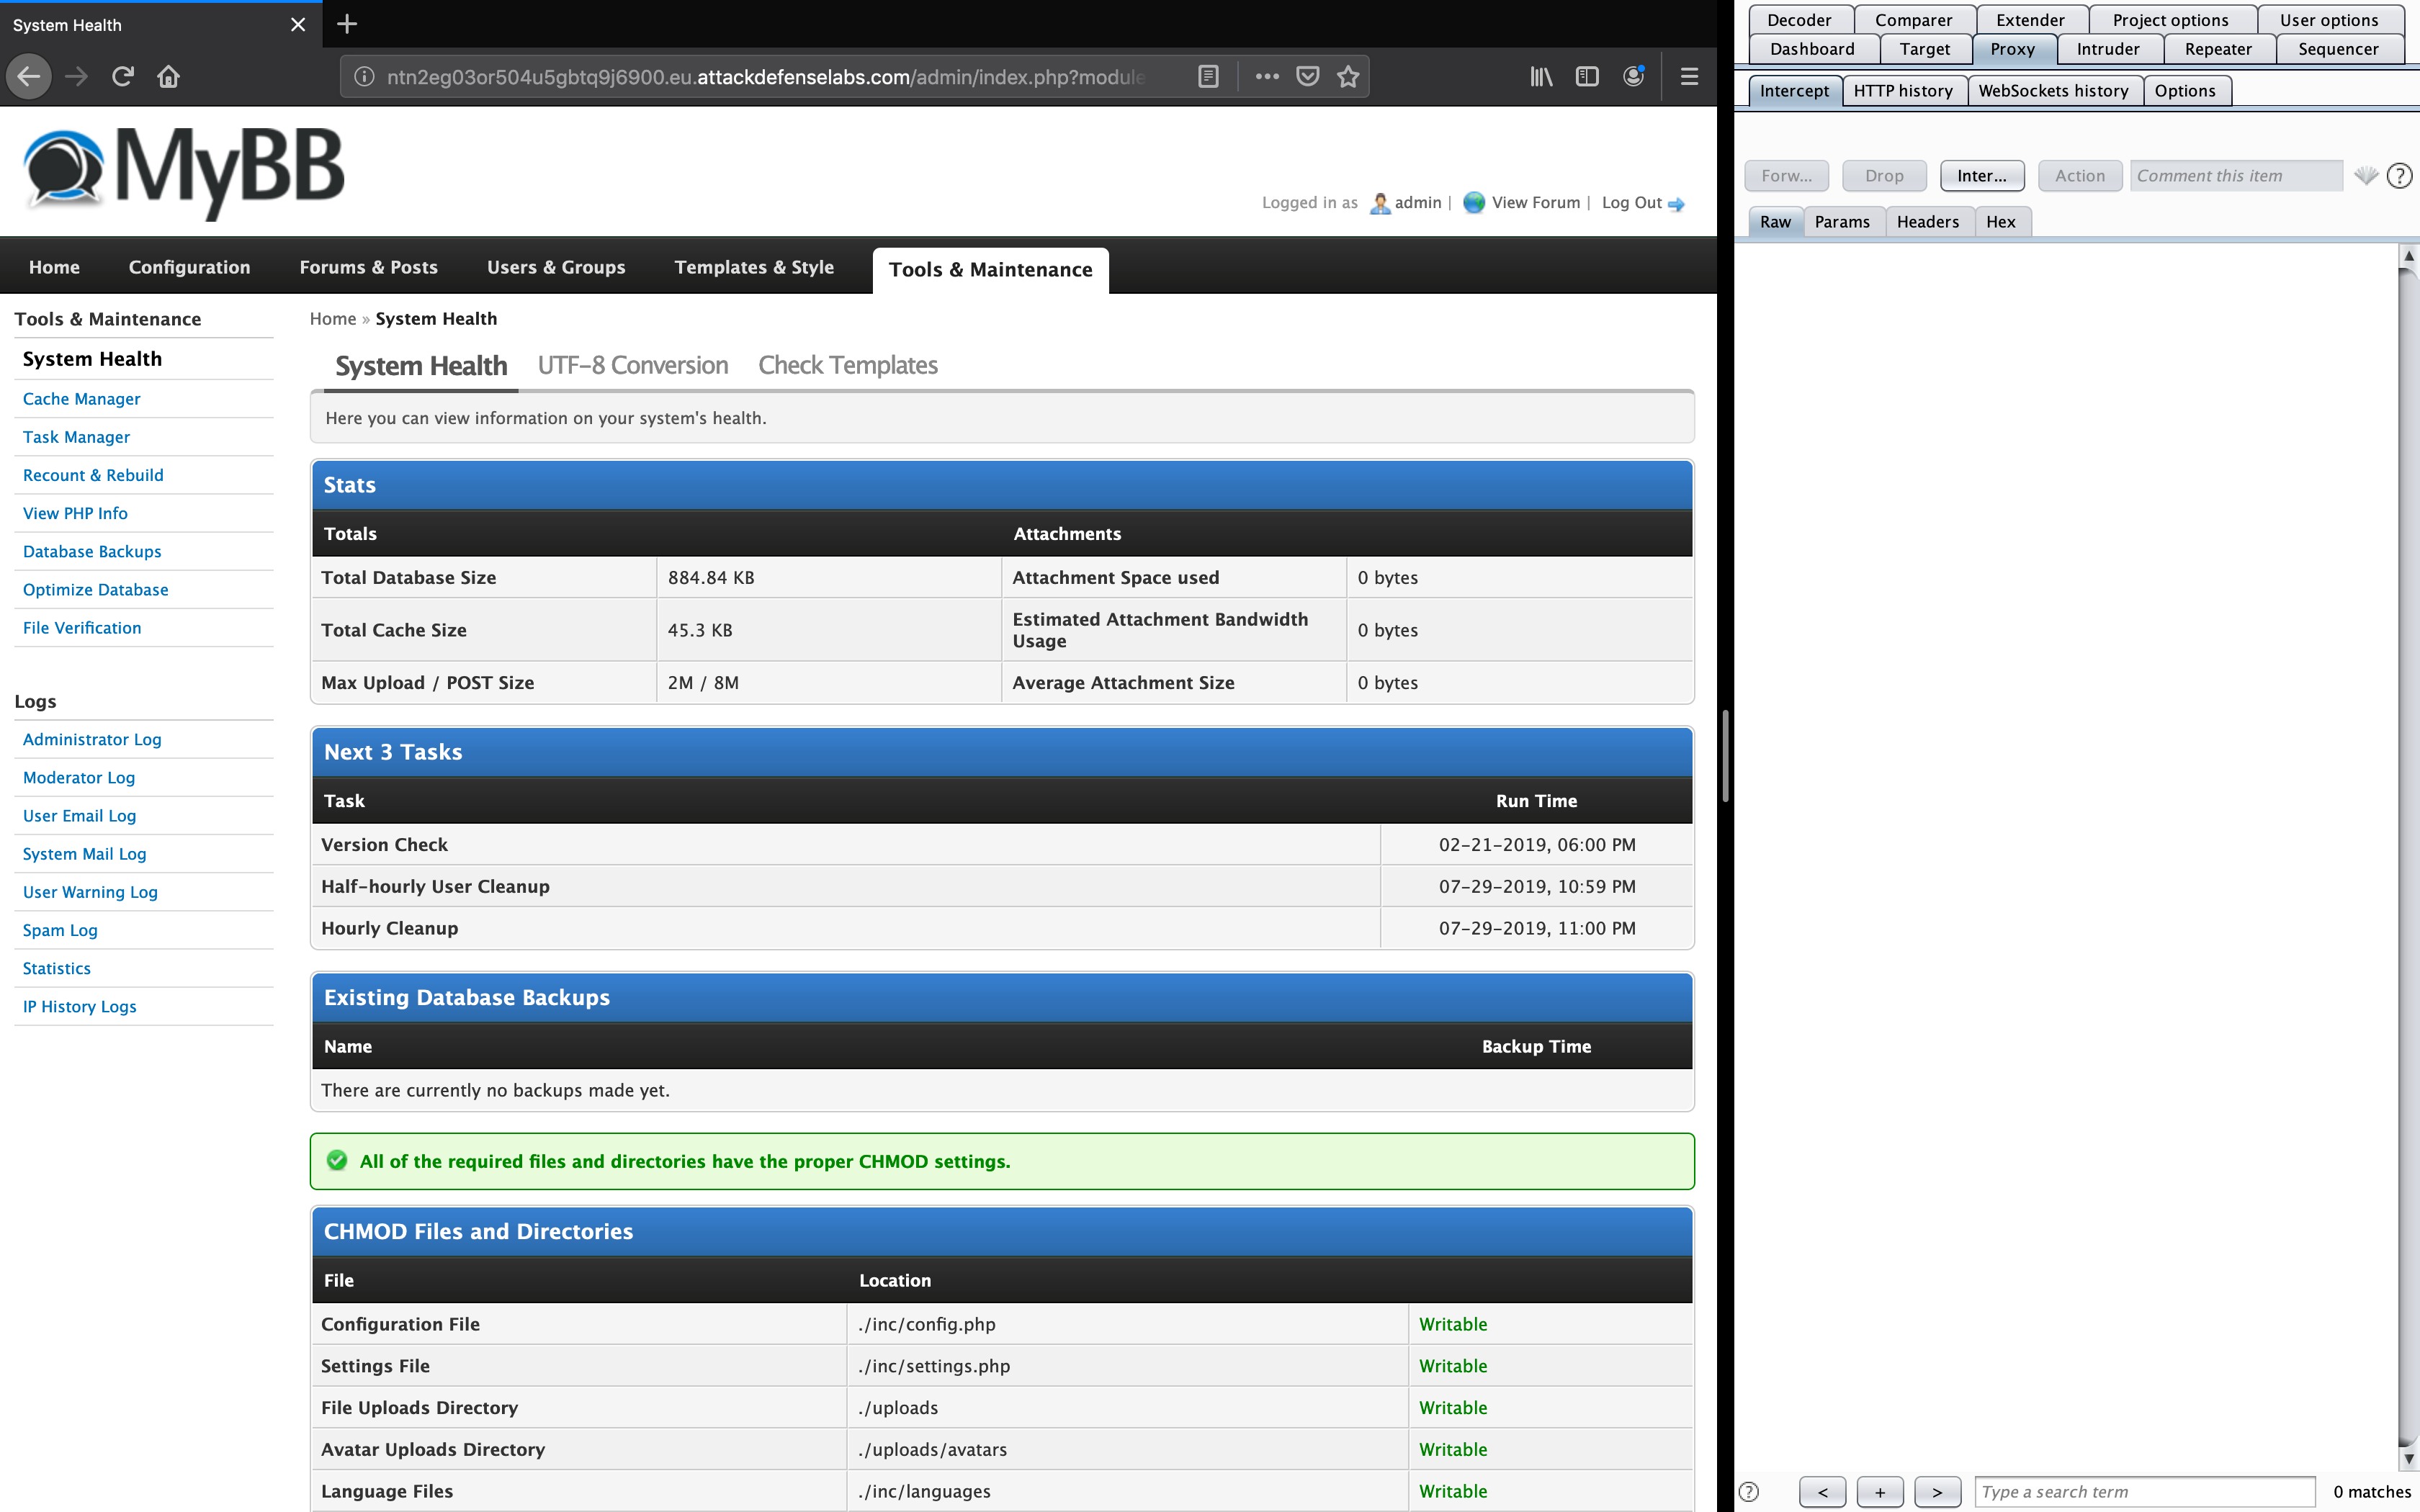 System Health
ntn2eg03or504u5gbtq9j6900.eu.attackdefenselabs.com/admin/index.php?module
MyBB
Logged in as admin | View Forum | Log Out
Home Configuration Forums & Posts Users & Groups Templates & Style Tools & Maintenance
Tools & Maintenance
System Health
Cache Manager
Task Manager
Recount & Rebuild
View PHP Info
Database Backups
Optimize Database
File Verification
Logs
Administrator Log
Moderator Log
User Email Log
System Mail Log
User Warning Log
Spam Log
Statistics
IP History Logs
Home » System Health
System Health UTF-8 Conversion Check Templates
Here you can view information on your system's health.
Stats
Totals Attachments
Total Database Size 884.84 KB Attachment Space used 0 bytes
Total Cache Size 45.3 KB Estimated Attachment Bandwidth Usage 0 bytes
Max Upload / POST Size 2M / 8M Average Attachment Size 0 bytes
Next 3 Tasks
Task Run Time
Version Check 02-21-2019, 06:00 PM
Half-hourly User Cleanup 07-29-2019, 10:59 PM
Hourly Cleanup 07-29-2019, 11:00 PM
Existing Database Backups
Name Backup Time
There are currently no backups made yet.
All of the required files and directories have the proper CHMOD settings.
CHMOD Files and Directories
File Location
Configuration File ./inc/config.php Writable
Settings File ./inc/settings.php Writable
File Uploads Directory ./uploads Writable
Avatar Uploads Directory ./uploads/avatars Writable
Language Files ./inc/languages Writable
Decoder Comparer Extender Project options User options
Dashboard Target Proxy Intruder Repeater Sequencer
Intercept HTTP history WebSockets history Options
Forw... Drop Inter... Action Comment this item ?
Raw Params Headers Hex
? < + > Type a search term 0 matches